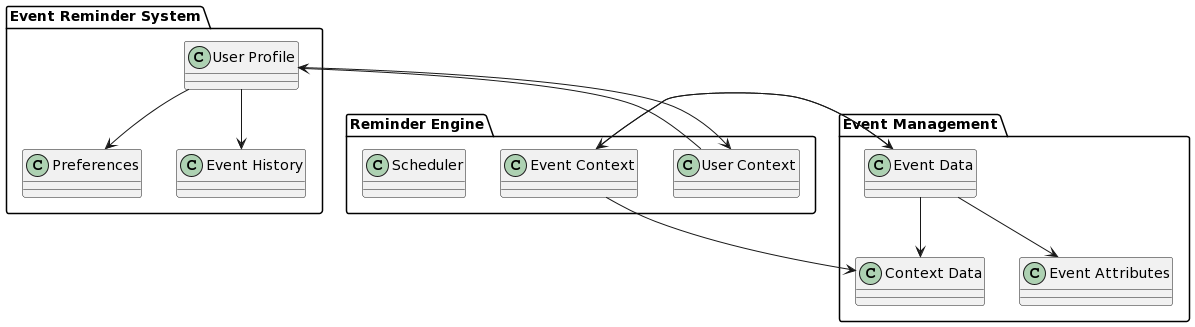 Event Reminder System
C User Profile
C Preferences
C Event History
Reminder Engine
C Scheduler
C Event Context
C User Context
Event Management
C Event Data
C Context Data
C Event Attributes